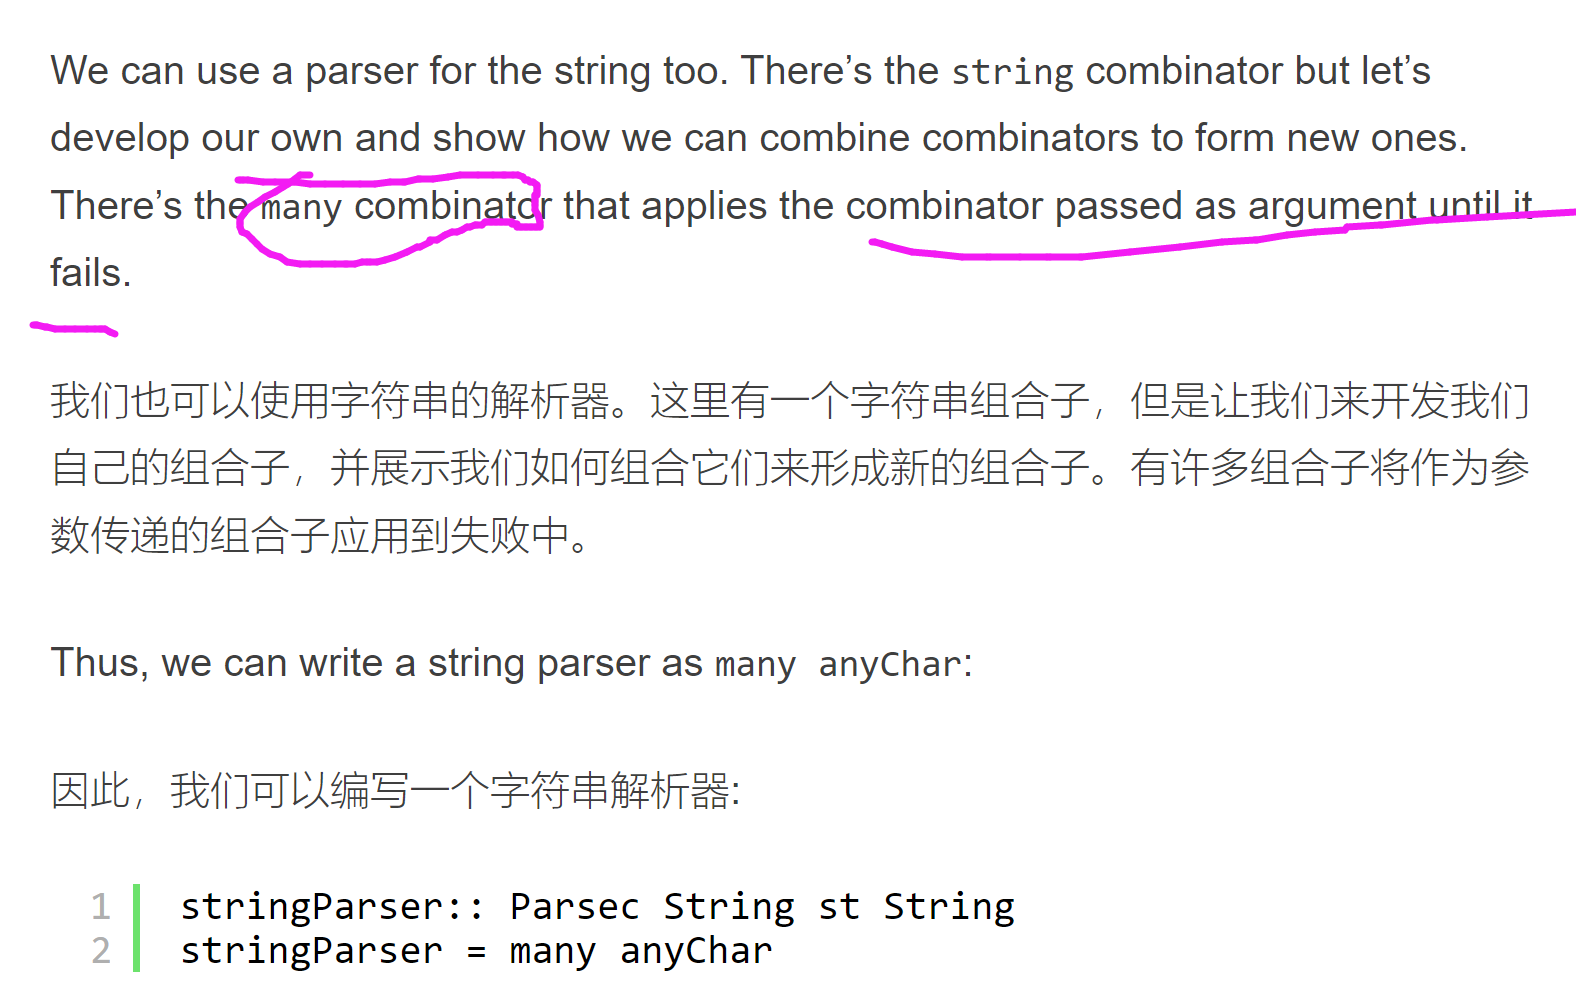 We can use a parser for the string too. There’s the string combinator but let’s
develop our own and show how we can combine combinators to form new ones.
There’s the many combinator that applies the combinator passed as argument until it
fails.
我们也可以使用字符串的解析器。这里有一个字符串组合子，但是让我们来开发我们
自己的组合子，并展示我们如何组合它们来形成新的组合子。有许多组合子将作为参
数传递的组合子应用到失败中。
Thus, we can write a string parser as many anyChar:
因此，我们可以编写一个字符串解析器:
1 stringParser:: Parsec String st String
2 stringParser = many anyChar